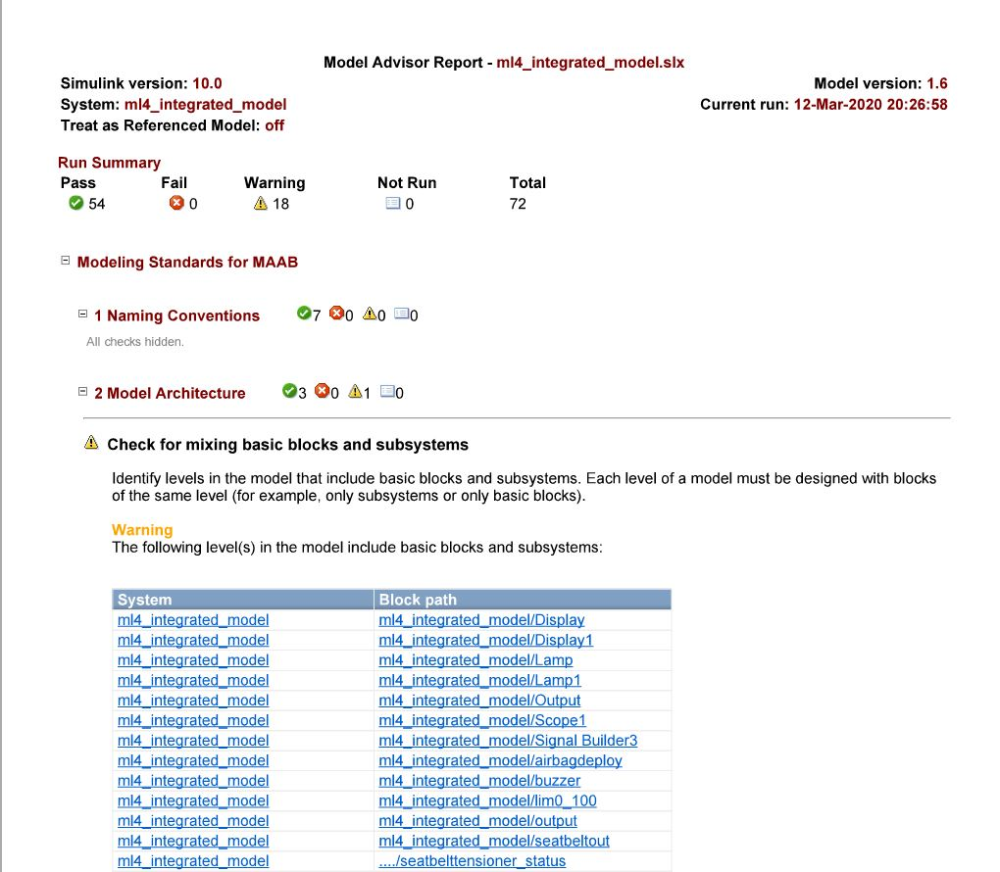 Model Advisor Report - ml4_integrated_model.slx
Simulink version: 10.0 Model version: 1.6
System: ml4_integrated_model Current run: 12-Mar-2020 20:26:58
Treat as Referenced Model: off
Run Summary
Pass Fail Warning Not Run Total
54 0 18 0 72
Modeling Standards for MAAB
1 Naming Conventions 7 0 0 0
All checks hidden.
2 Model Architecture 3 0 1 0
Check for mixing basic blocks and subsystems
Identify levels in the model that include basic blocks and subsystems. Each level of a model must be designed with blocks
of the same level (for example, only subsystems or only basic blocks).
Warning
The following level(s) in the model include basic blocks and subsystems:
System Block path
ml4_integrated_model ml4_integrated_model/Display
ml4_integrated_model ml4_integrated_model/Display1
ml4_integrated_model ml4_integrated_model/Lamp
ml4_integrated_model ml4_integrated_model/Lamp1
ml4_integrated_model ml4_integrated_model/Output
ml4_integrated_model ml4_integrated_model/Scope1
ml4_integrated_model ml4_integrated_model/Signal Builder3
ml4_integrated_model ml4_integrated_model/airbagdeploy
ml4_integrated_model ml4_integrated_model/buzzer
ml4_integrated_model ml4_integrated_model/lim0_100
ml4_integrated_model ml4_integrated_model/output
ml4_integrated_model ml4_integrated_model/seatbeltout
ml4_integrated_model ..../seatbelttensioner_status